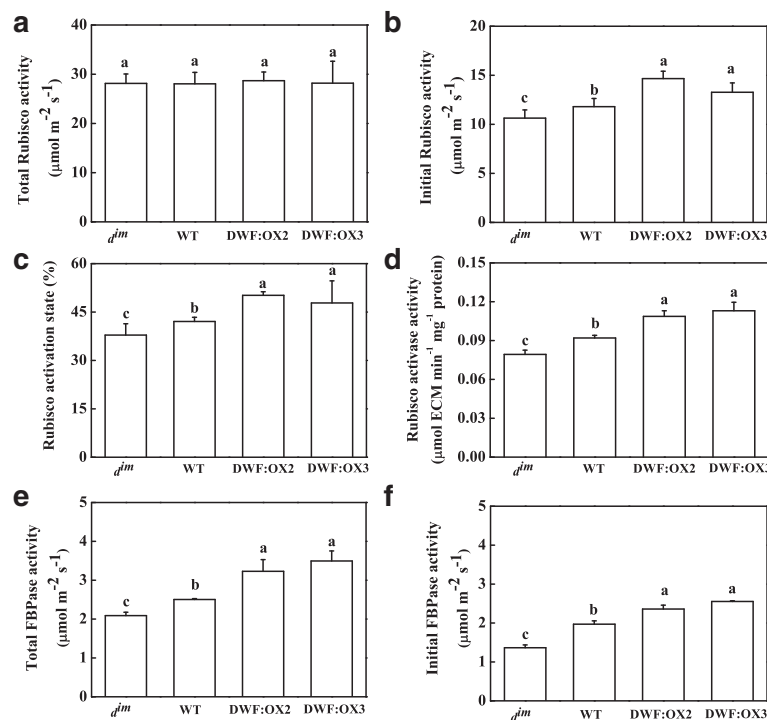 a
Total Rubisco activity
(μmol m⁻² s⁻¹)
40
30
20
10
0
a
a
a
a
dⁱᵐ
WT
DWF:OX2
DWF:OX3
b
Initial Rubisco activity
(μmol m⁻² s⁻¹)
20
15
10
5
0
c
b
a
a
dⁱᵐ
WT
DWF:OX2
DWF:OX3
c
Rubisco activation state (%)
60
45
30
15
0
c
b
a
a
dⁱᵐ
WT
DWF:OX2
DWF:OX3
d
Rubisco activase activity
(μmol ECM min⁻¹ mg⁻¹ protein)
0.15
0.12
0.09
0.06
0.03
0.00
c
b
a
a
dⁱᵐ
WT
DWF:OX2
DWF:OX3
e
Total FBPase activity
(μmol m⁻² s⁻¹)
5
4
3
2
1
0
c
b
a
a
dⁱᵐ
WT
DWF:OX2
DWF:OX3
f
Initial FBPase activity
(μmol m⁻² s⁻¹)
5
4
3
2
1
0
c
b
a
a
dⁱᵐ
WT
DWF:OX2
DWF:OX3